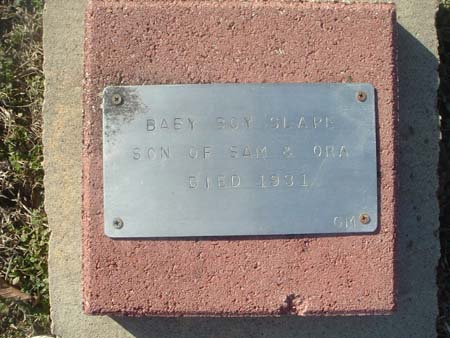 BABY BOY SLAPE
SON OF SAM & ORA
DIED 1931
GM